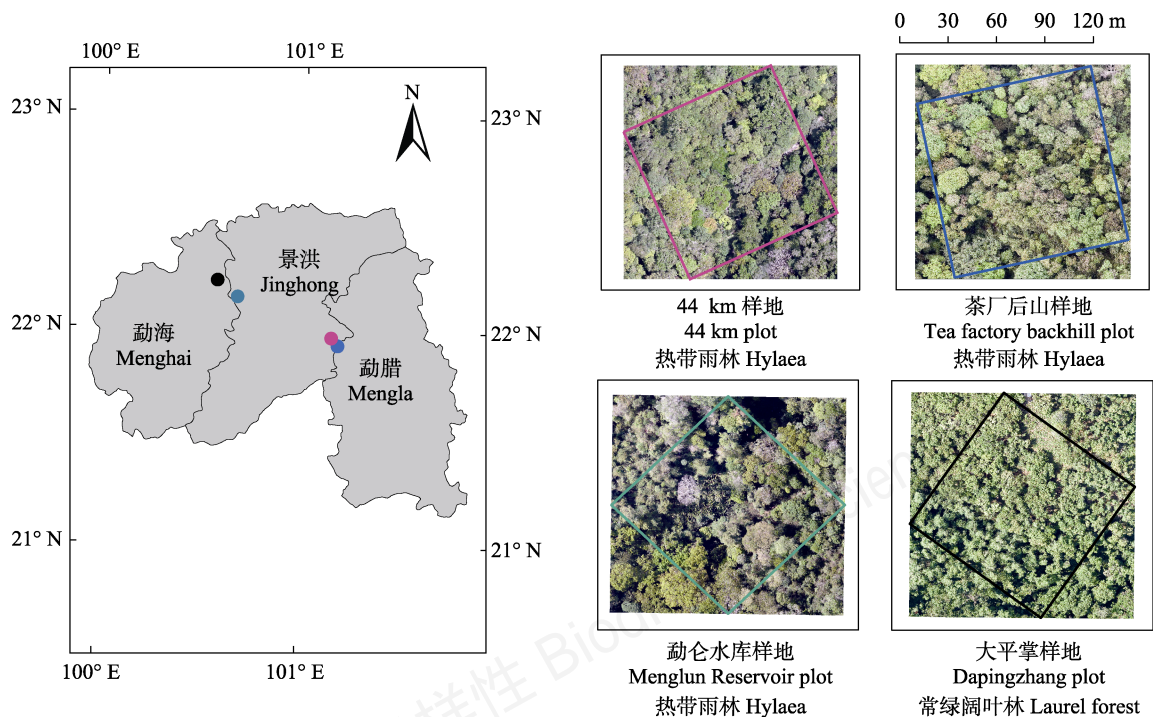 100° E
101° E
23° N
22° N
21° N
100° E
101° E
23° N
22° N
21° N
N
景洪
Jinghong
勐海
Menghai
勐腊
Mengla
0 30 60 90 120 m
44 km 样地
44 km plot
热带雨林 Hylaea
茶厂后山样地
Tea factory backhill plot
热带雨林 Hylaea
勐仑水库样地
Menglun Reservoir plot
热带雨林 Hylaea
大平掌样地
Dapingzhang plot
常绿阔叶林 Laurel forest
样性